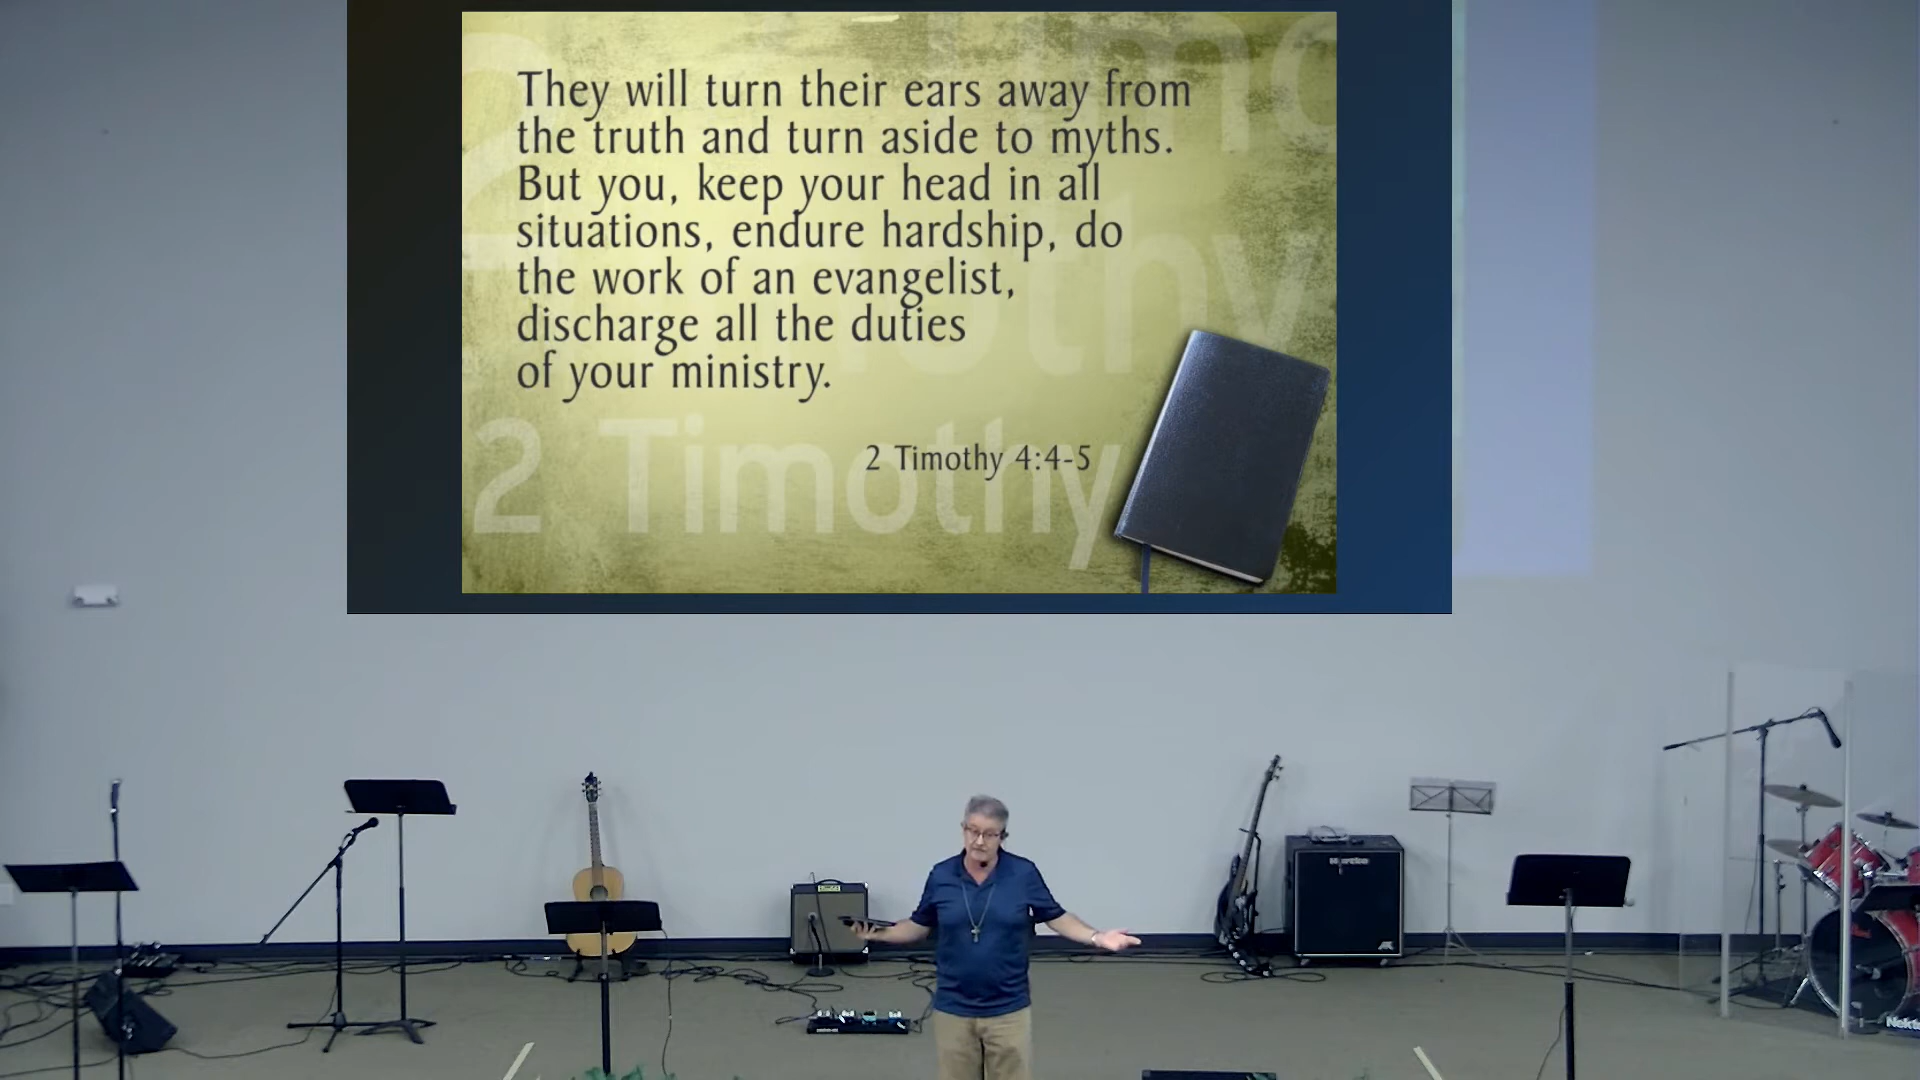 They will turn their ears away from
the truth and turn aside to myths.
But you, keep your head in all
situations, endure hardship, do
the work of an evangelist,
discharge all the duties
of your ministry.
2 Timothy 4:4-5
2 Timothy
Hartke